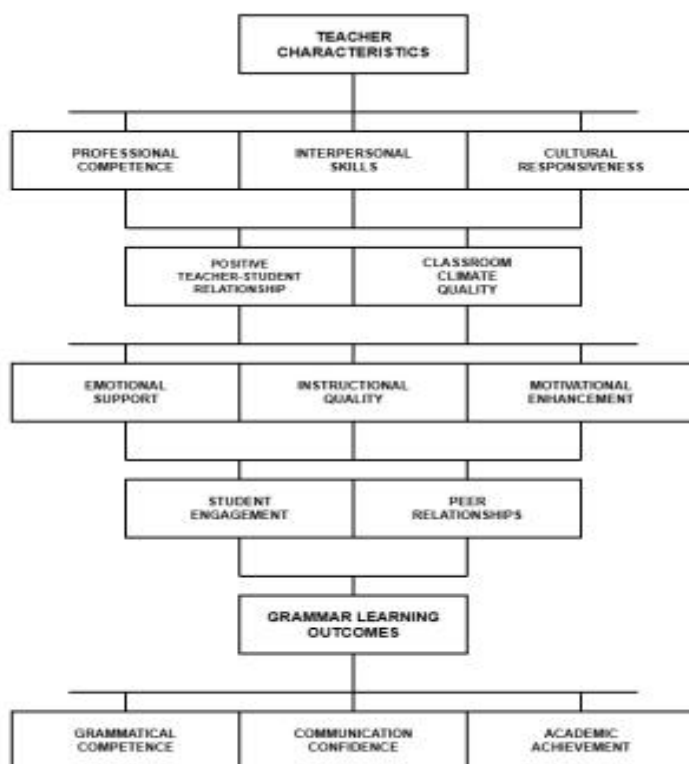 TEACHER
CHARACTERISTICS
PROFESSIONAL
COMPETENCE
INTERPERSONAL
SKILLS
CULTURAL
RESPONSIVENESS
POSITIVE
TEACHER-STUDENT
RELATIONSHIP
CLASSROOM
CLIMATE
QUALITY
EMOTIONAL
SUPPORT
INSTRUCTIONAL
QUALITY
MOTIVATIONAL
ENHANCEMENT
STUDENT
ENGAGEMENT
PEER
RELATIONSHIPS
GRAMMAR LEARNING
OUTCOMES
GRAMMATICAL
COMPETENCE
COMMUNICATION
CONFIDENCE
ACADEMIC
ACHIEVEMENT